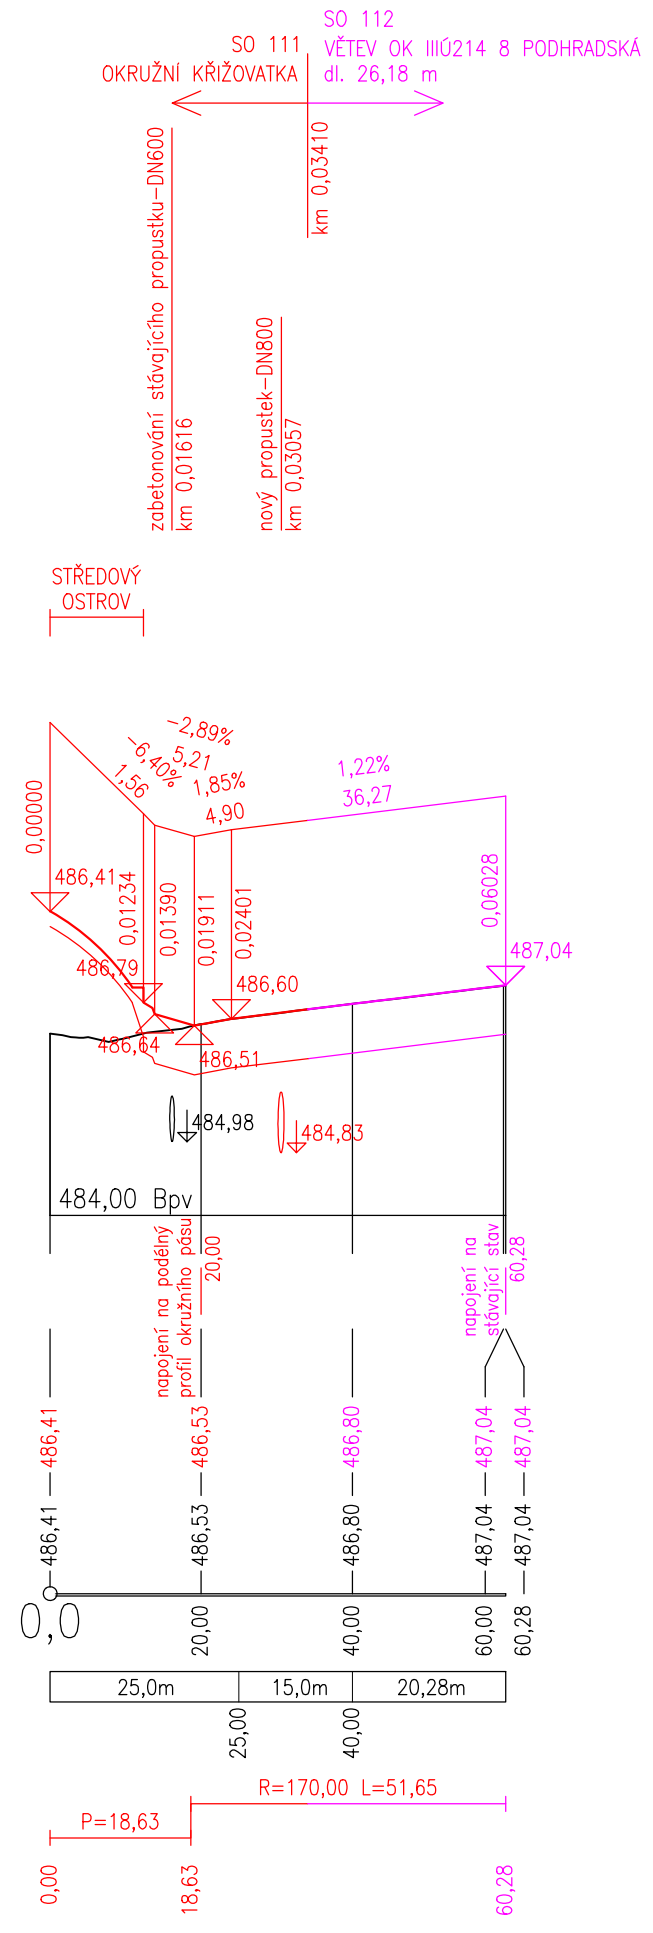 SO 112
SO 111
VĚTEV OK IIIÚ214 8 PODHRADSKÁ
OKRUŽNÍ KŘIŽOVATKA
dl. 26,18 m
km 0,03410
zabetonování stávajícího propustku-DN600
km 0,01616
nový propustek-DN800
km 0,03057
STŘEDOVÝ
OSTROV
-2,89%
-6,40%
5,21
1,56
1,85%
4,90
1,22%
36,27
0,00000
486,41
0,01234
0,01390
0,01911
0,02401
0,06028
487,04
486,79
486,60
486,64
486,51
484,98
484,83
484,00 Bpv
napojení na podélný
profil okružního pásu
20,00
napojení na
stávající stav
60,28
486,41
486,53
486,80
487,04
487,04
486,41
486,53
486,80
487,04
487,04
0,0
20,00
40,00
60,00
60,28
25,0m
15,0m
20,28m
25,00
40,00
R=170,00 L=51,65
P=18,63
0,00
18,63
60,28